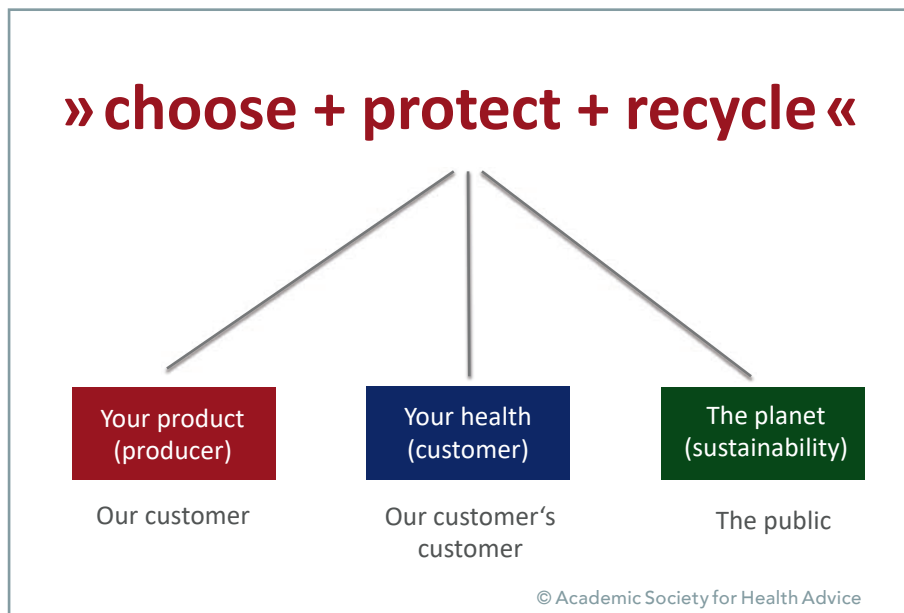 » choose + protect + recycle «
Your product
(producer)
Your health
(customer)
The planet
(sustainability)
Our customer
Our customer‘s
customer
The public
© Academic Society for Health Advice